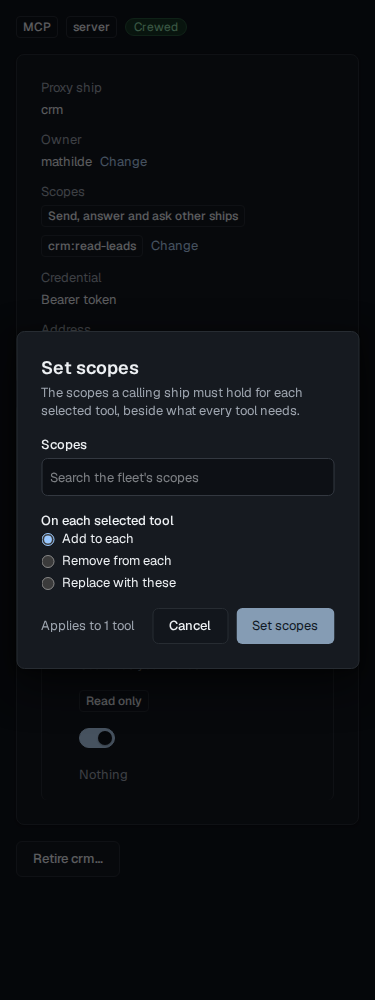 MCP server Crewed
Proxy ship
crm
Owner
mathilde Change
Scopes
Send, answer and ask other ships
crm:read-leads Change
Credential
Bearer token
Address
Set scopes
The scopes a calling ship must hold for each
selected tool, beside what every tool needs.
Scopes
Search the fleet's scopes
On each selected tool
Add to each
Remove from each
Replace with these
Applies to 1 tool Cancel Set scopes
Read only
Nothing
Retire crm...